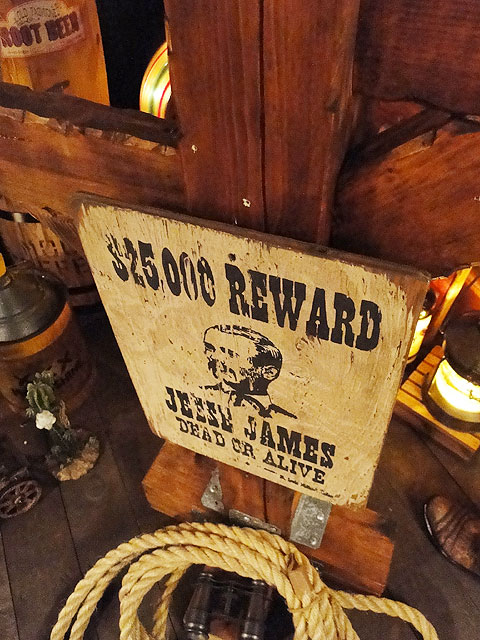 ROOT BEER
$25,000 REWARD
JESSE JAMES
DEAD OR ALIVE